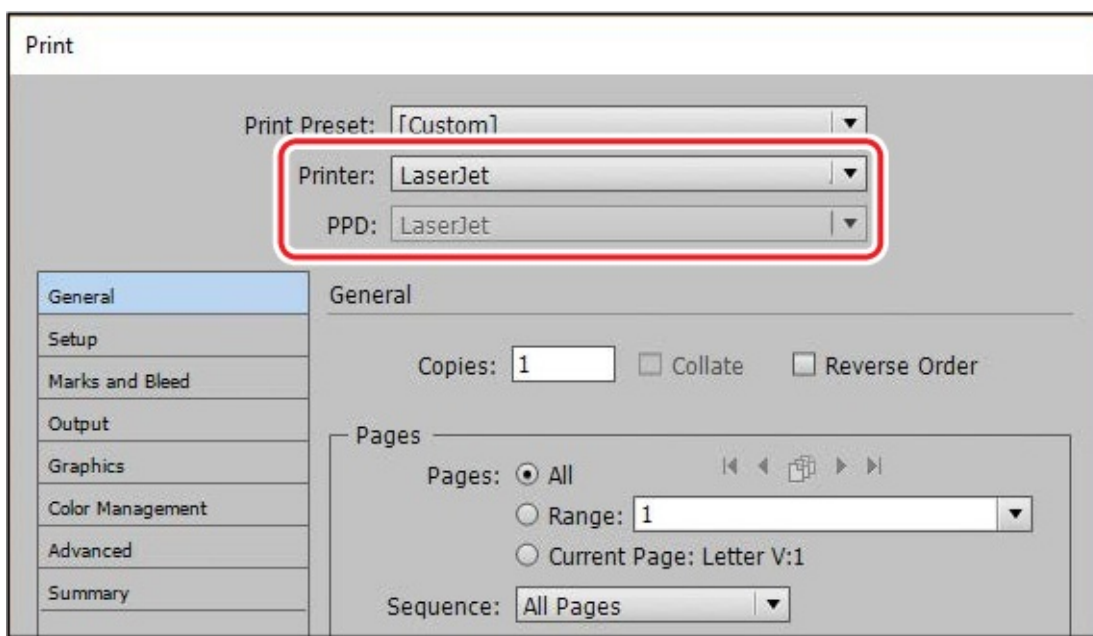 Print
Print Preset: [Custom]
Printer: LaserJet
PPD: LaserJet
General
Setup
Marks and Bleed
Output
Graphics
Color Management
Advanced
Summary
General
Copies: 1 Collate Reverse Order
Pages
Pages: All
Range: 1
Current Page: Letter V:1
Sequence: All Pages